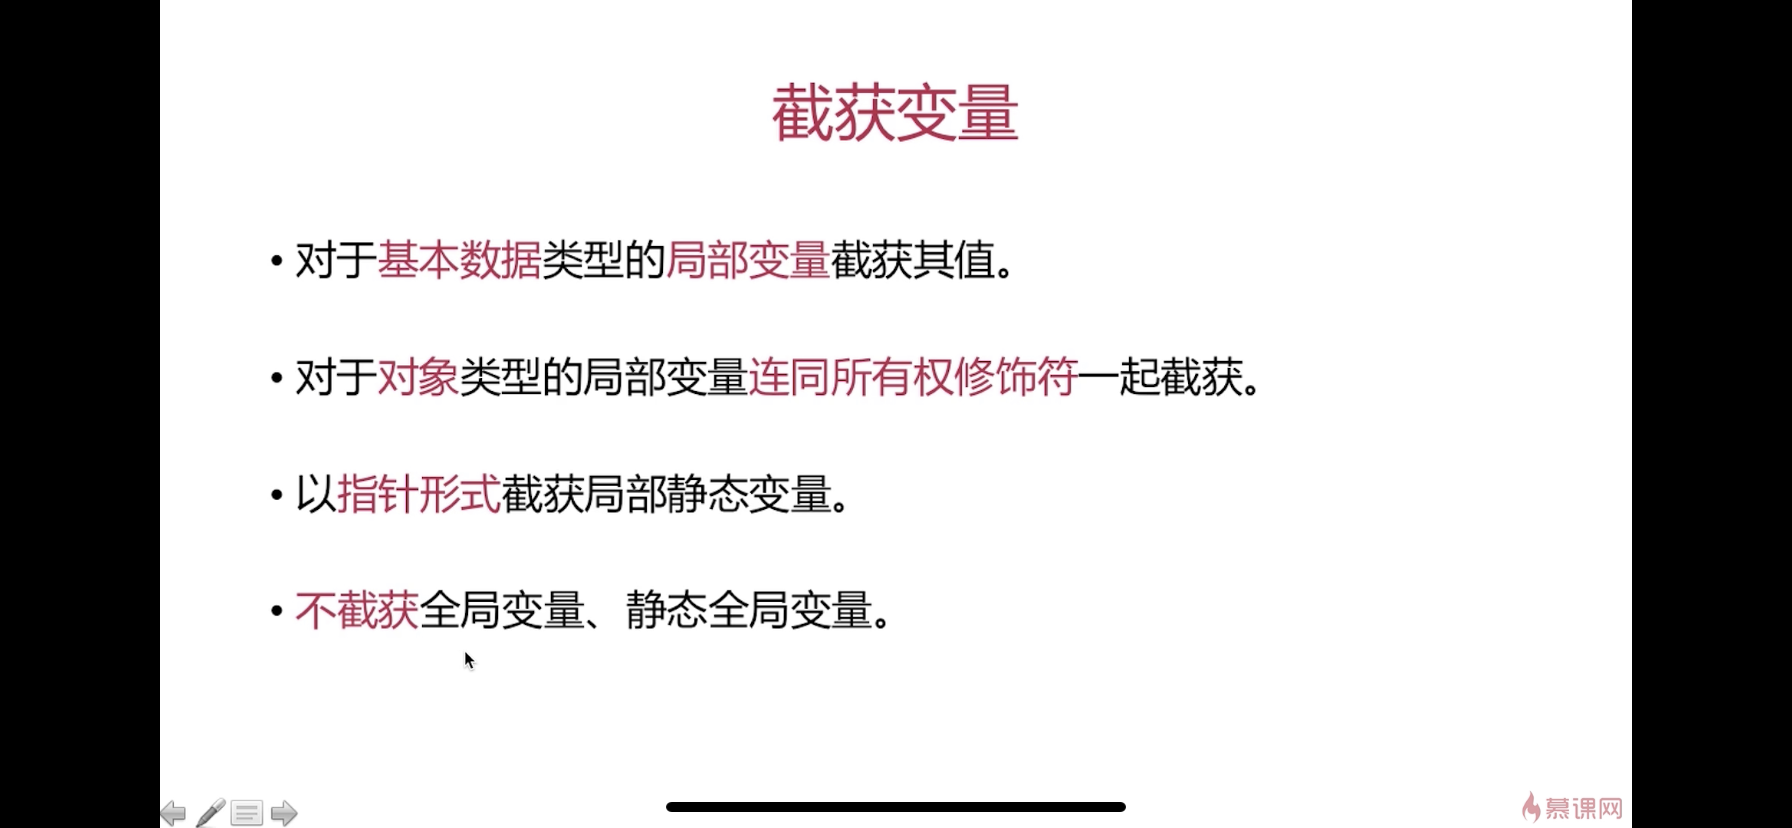 截获变量
• 对于基本数据类型的局部变量截获其值。
• 对于对象类型的局部变量连同所有权修饰符一起截获。
• 以指针形式截获局部静态变量。
• 不截获全局变量、静态全局变量。
慕课网